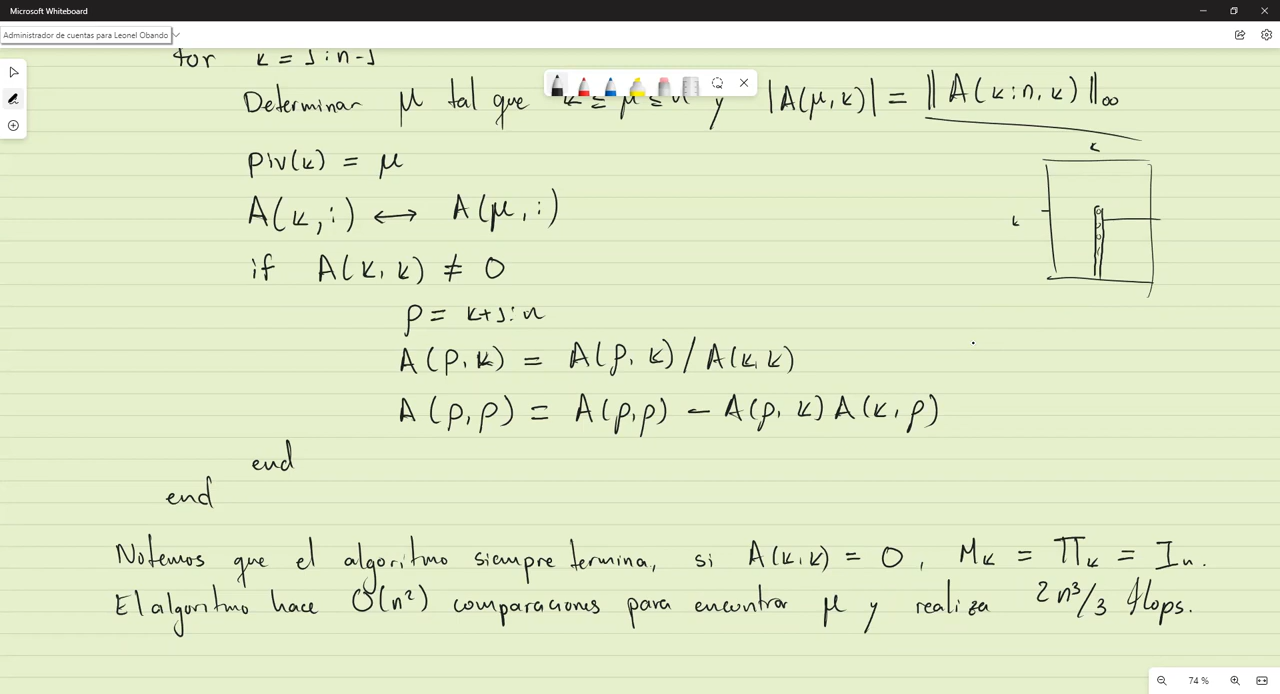 Microsoft Whiteboard
Administrador de cuentas para Leonel Obando
for k = 1:n-1
Determinar μ tal que k ≤ μ ≤ n y |A(μ,k)| = ‖A(k:n,k)‖∞
piv(k) = μ
k
A(k,:) ↔ A(μ,:)
k
if A(k,k) ≠ 0
ρ = k+1:n
A(ρ,k) = A(ρ,k)/A(k,k)
A(ρ,ρ) = A(ρ,ρ) - A(ρ,k)A(k,ρ)
end
end
Notemos que el algoritmo siempre termina, si A(k,k) = 0, Mk = Πk = In.
El algoritmo hace O(n²) comparaciones para encontrar μ y realiza 2n³/3 flops.
74 %